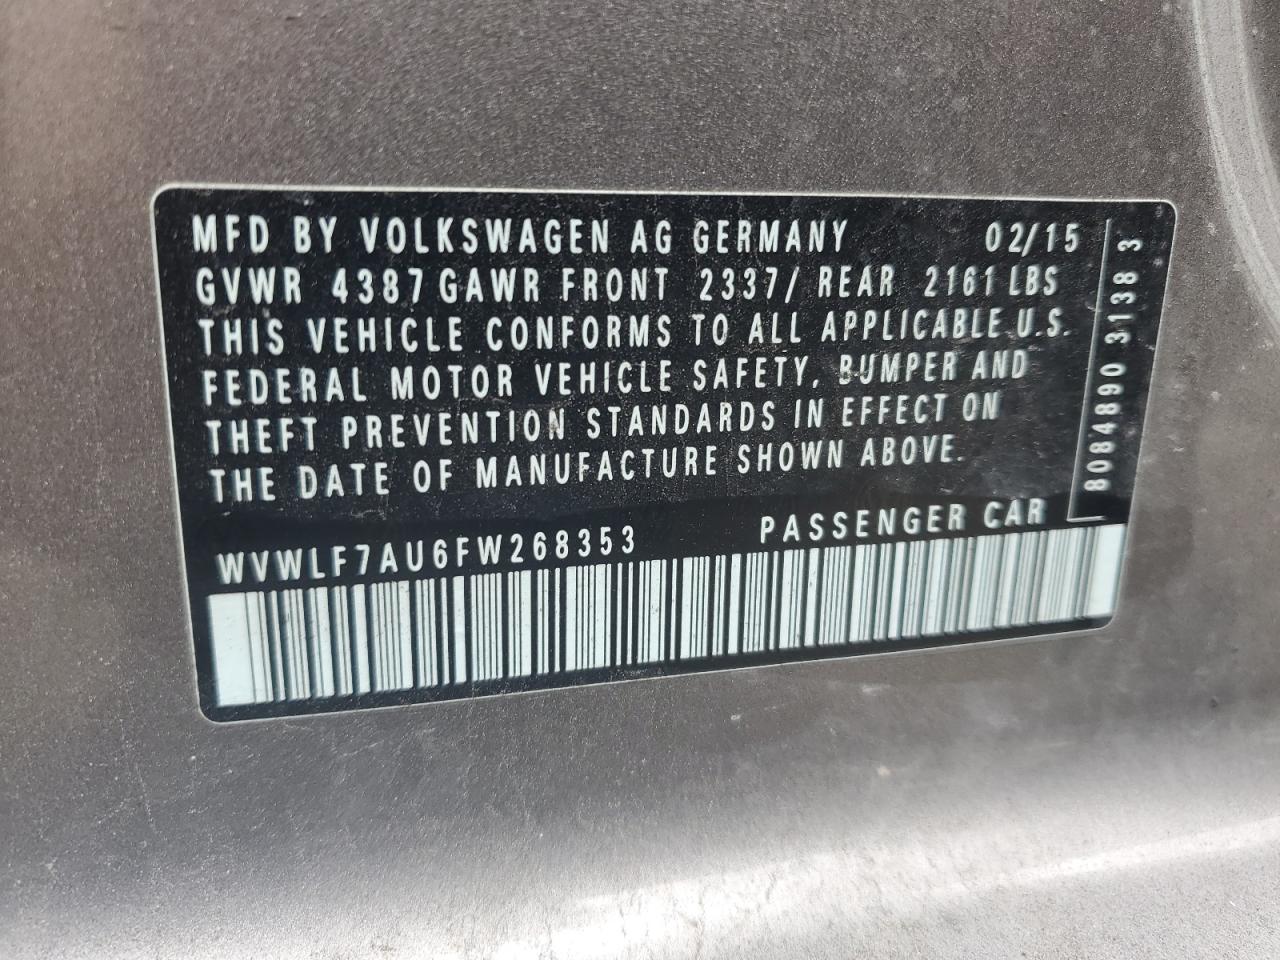 MFD BY VOLKSWAGEN AG GERMANY 02/15
GVWR 4387 GAWR FRONT 2337/ REAR 2161 LBS
THIS VEHICLE CONFORMS TO ALL APPLICABLE U.S.
FEDERAL MOTOR VEHICLE SAFETY, BUMPER AND
THEFT PREVENTION STANDARDS IN EFFECT ON
THE DATE OF MANUFACTURE SHOWN ABOVE.
WVWLF7AU6FW268353 PASSENGER CAR
8084890 3138 3